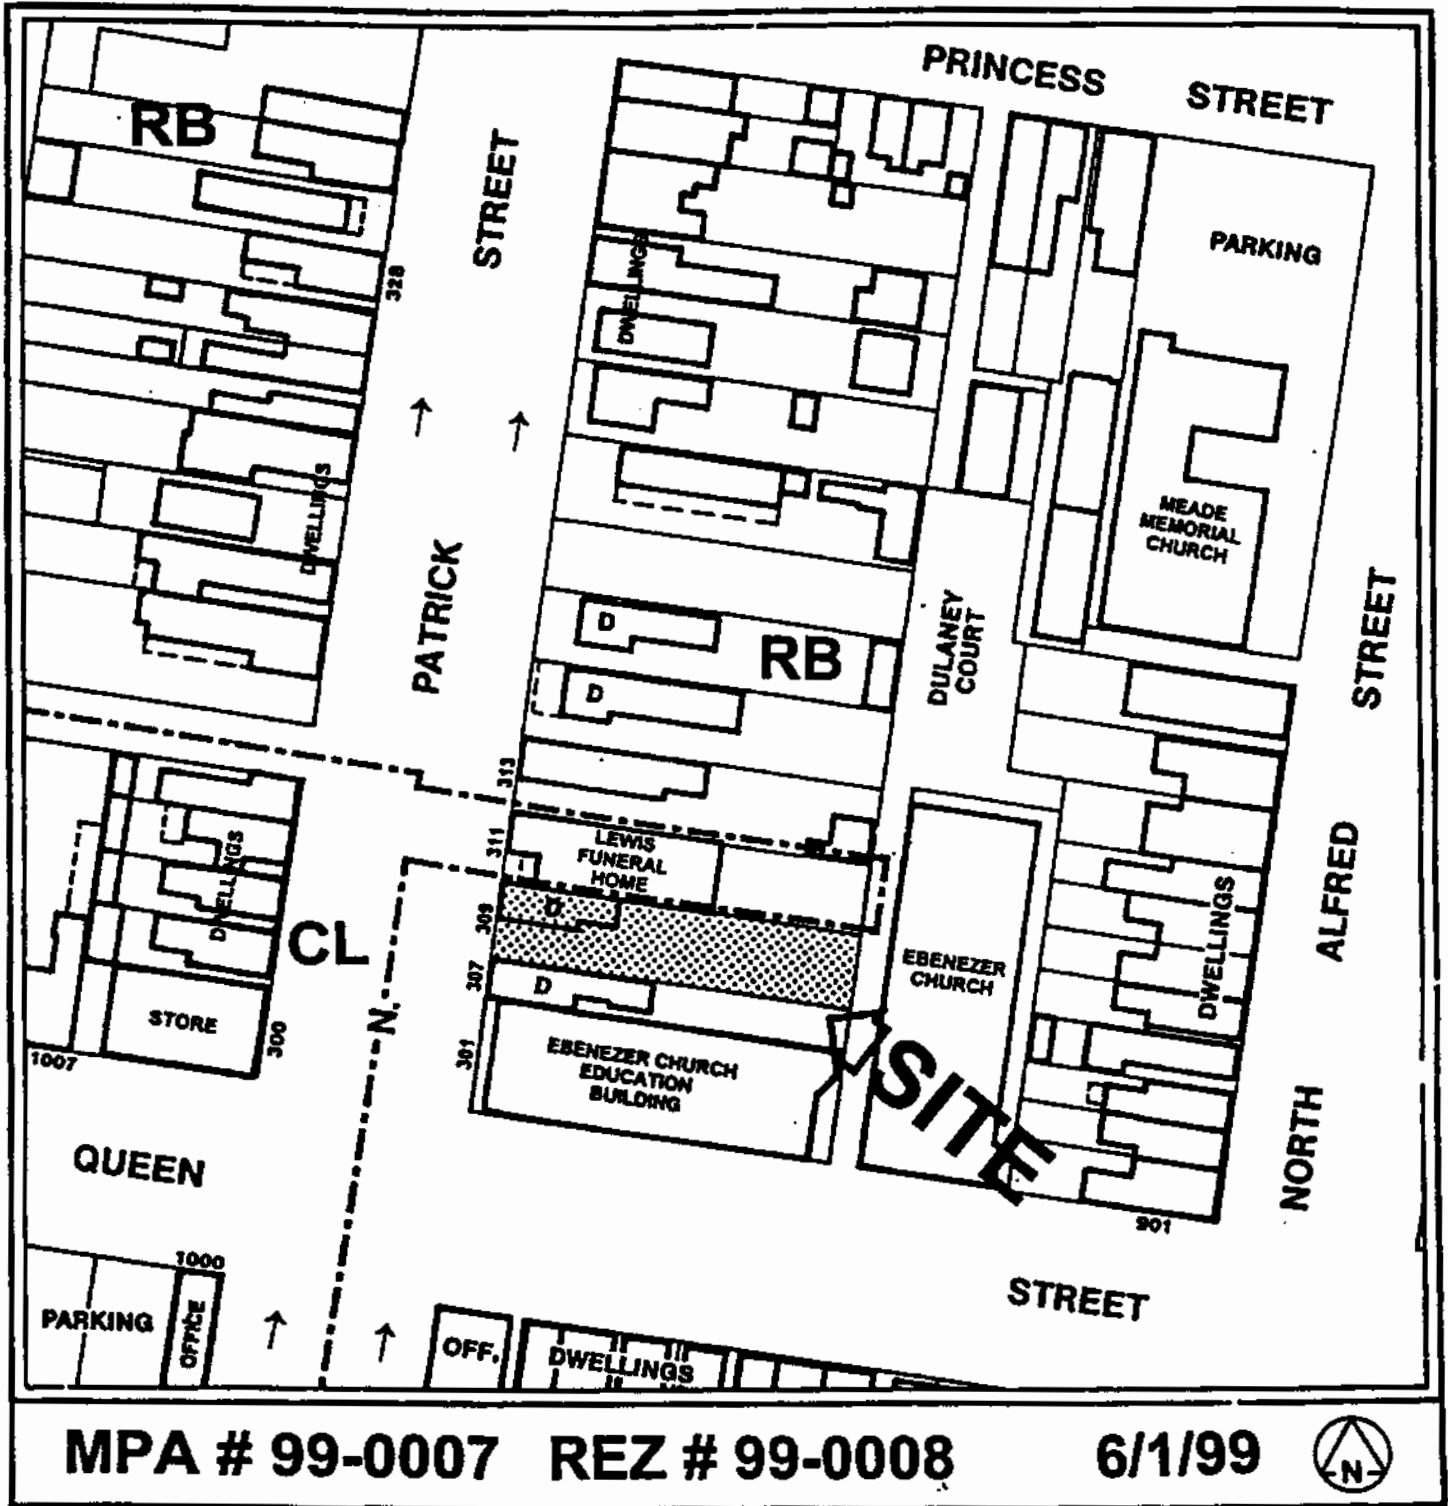 PRINCESS STREET
RB
STREET
PARKING
328
DWELLINGS
DWELLINGS
MEADE
MEMORIAL
CHURCH
PATRICK
D
RB
DULANEY
COURT
STREET
D
313
311
LEWIS
FUNERAL
HOME
DWELLINGS
309
D
CL
307
D
EBENEZER
CHURCH
DWELLINGS
ALFRED
STORE
300
N.
1007
301
EBENEZER CHURCH
EDUCATION
BUILDING
SITE
QUEEN
NORTH
901
1000
PARKING
OFFICE
OFF.
DWELLINGS
STREET
MPA # 99-0007 REZ # 99-0008 6/1/99
N